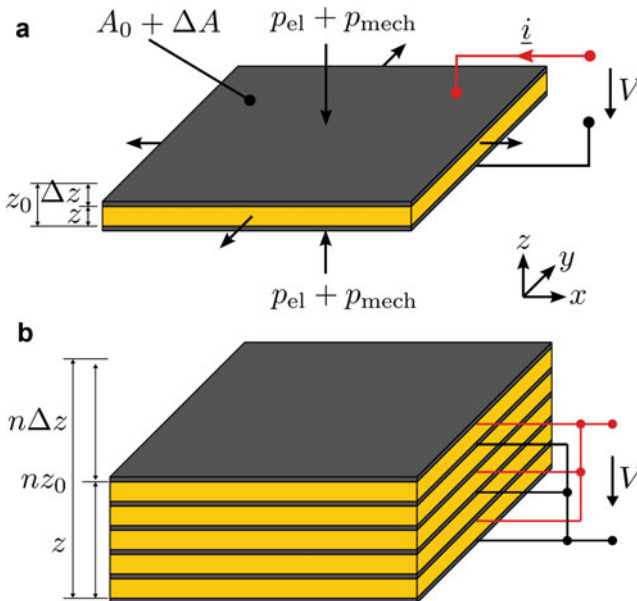 a
A₀ + ΔA
p_el + p_mech
i
V
z₀
Δz
z
p_el + p_mech
z
y
x
b
nΔz
nz₀
z
V